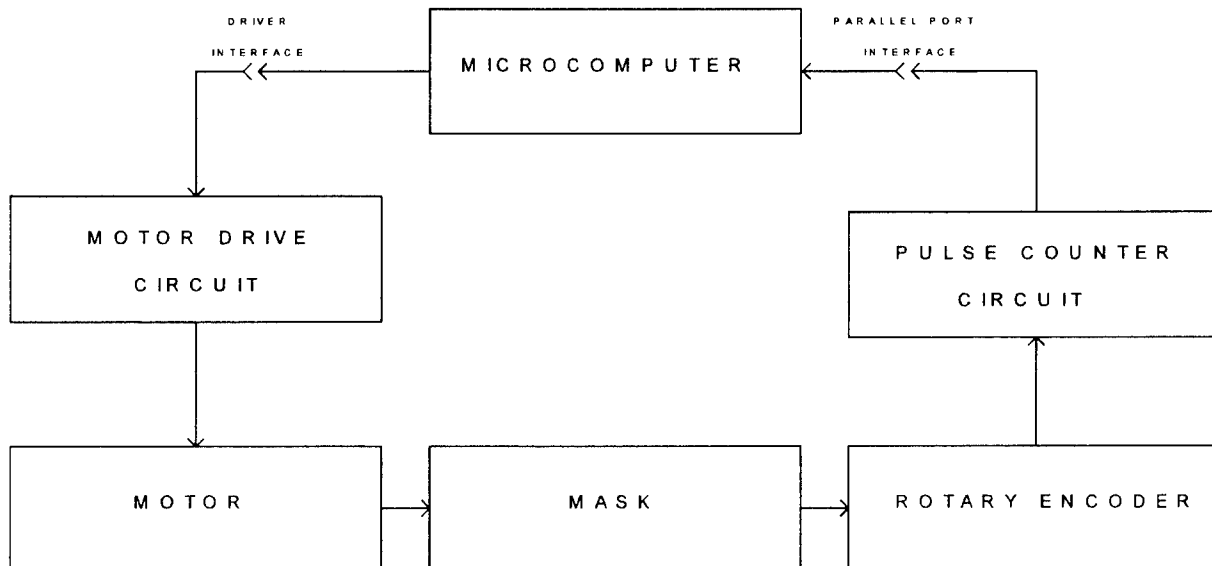 DRIVER
INTERFACE
MICROCOMPUTER
PARALLEL PORT
INTERFACE
MOTOR DRIVE
CIRCUIT
PULSE COUNTER
CIRCUIT
MOTOR
MASK
ROTARY ENCODER